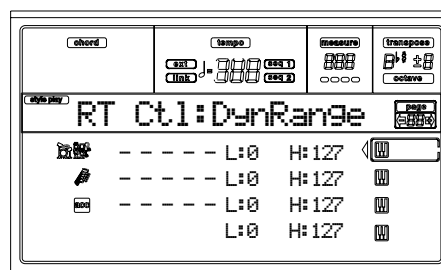 chord tempo measure transpose
ext link ♩= seq 1 seq 2
octave
style play RT Ctl:DynRange page
- - - - - L:0 H:127
- - - - - L:0 H:127
ACC - - - - - L:0 H:127
L:0 H:127